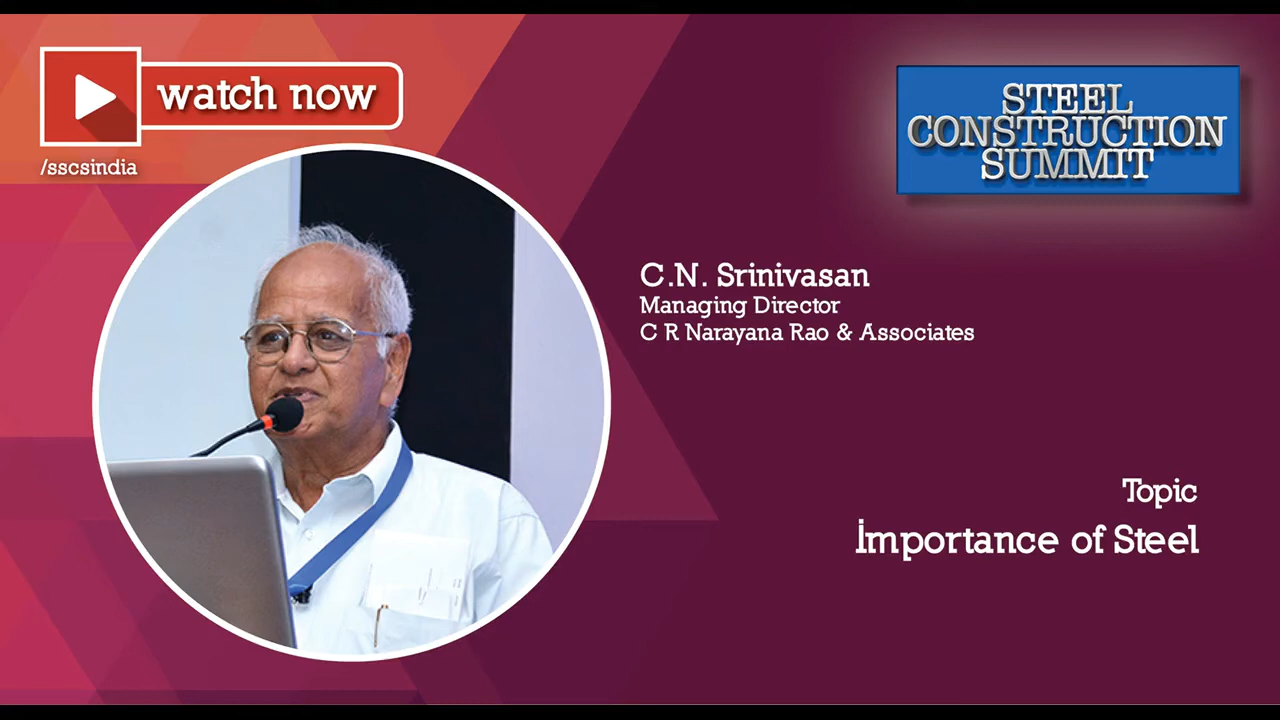 watch now
/sscsindia
STEEL
CONSTRUCTION
SUMMIT
C.N. Srinivasan
Managing Director
C R Narayana Rao & Associates
Topic
İmportance of Steel